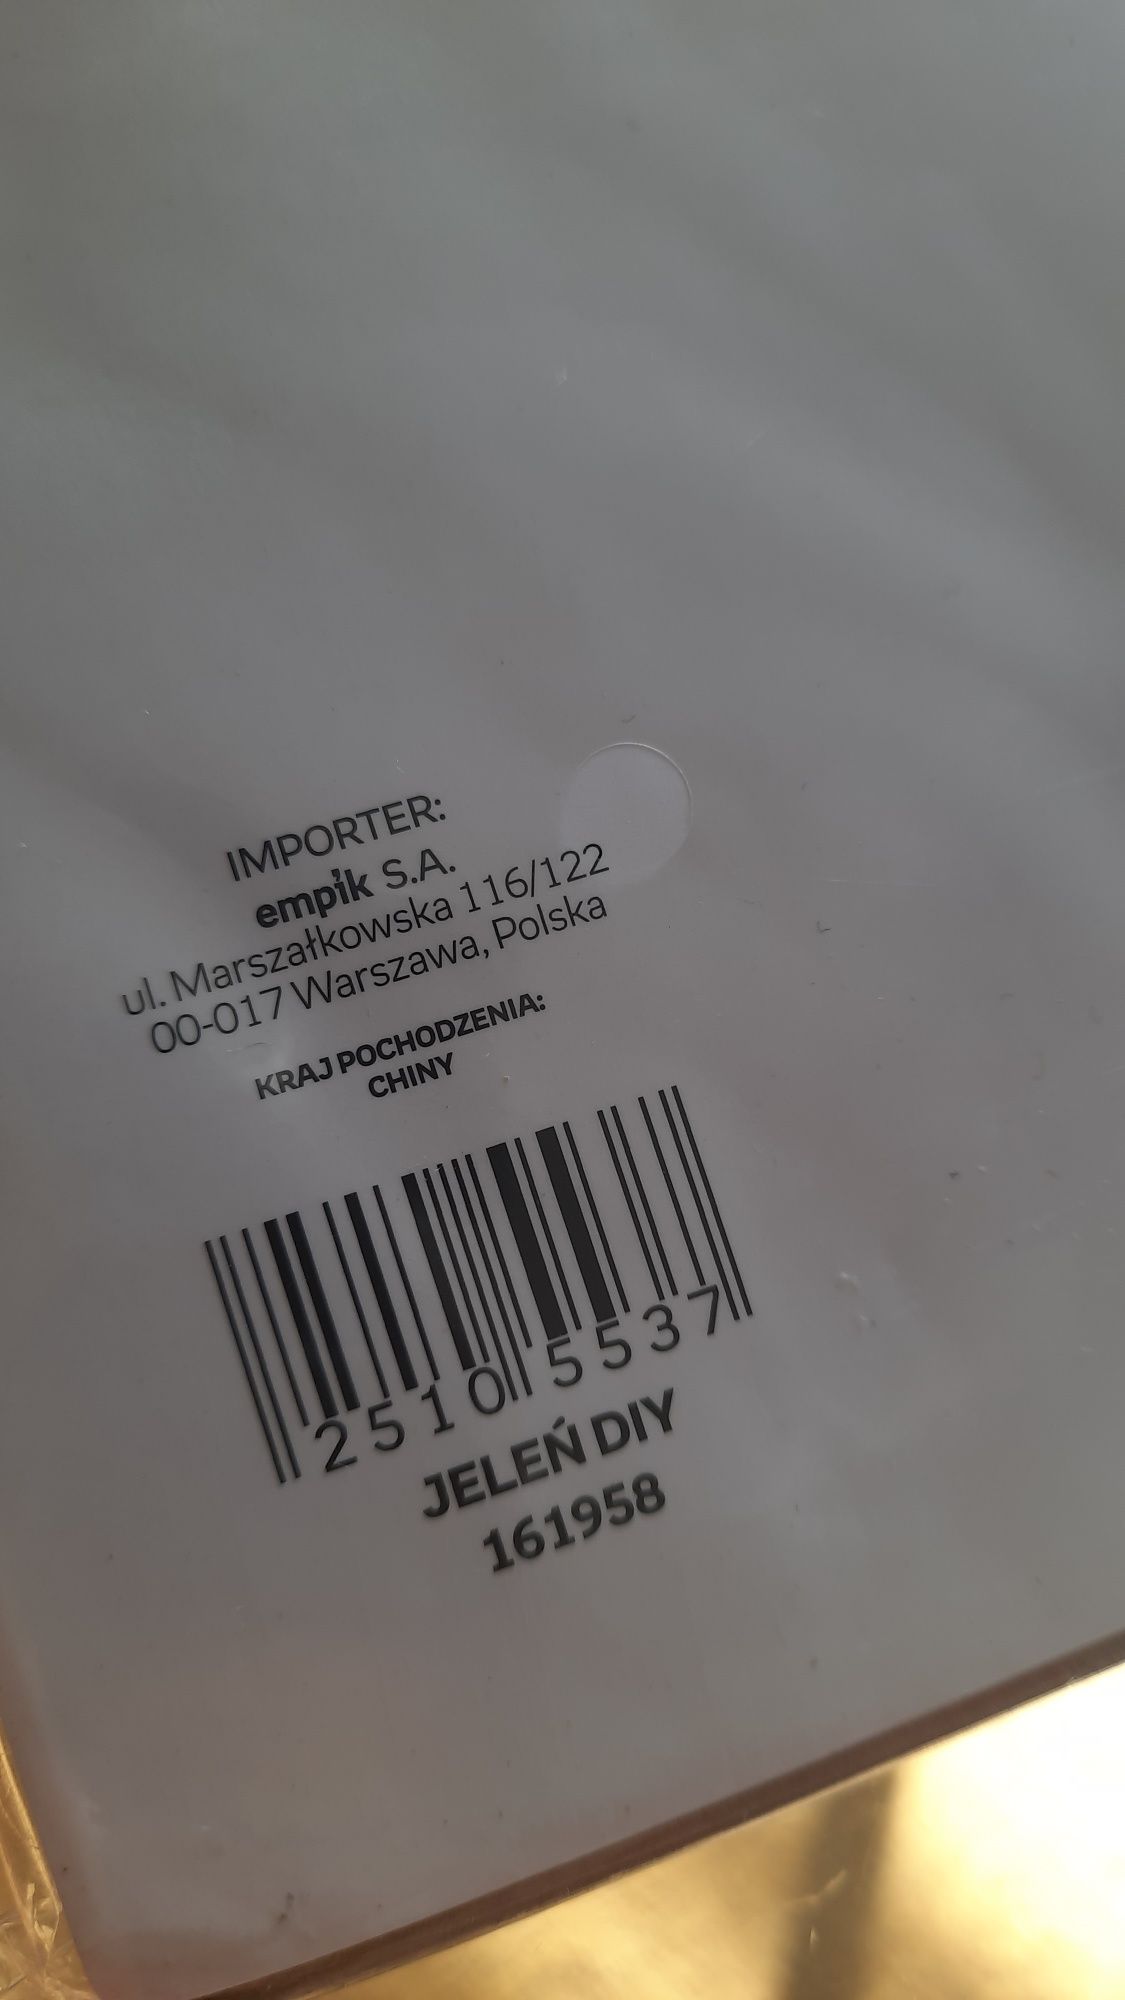 IMPORTER:
empik S.A.
ul. Marszałkowska 116/122
00-017 Warszawa, Polska
KRAJ POCHODZENIA:
CHINY
2510 5537
JELEŃ DIY
161958